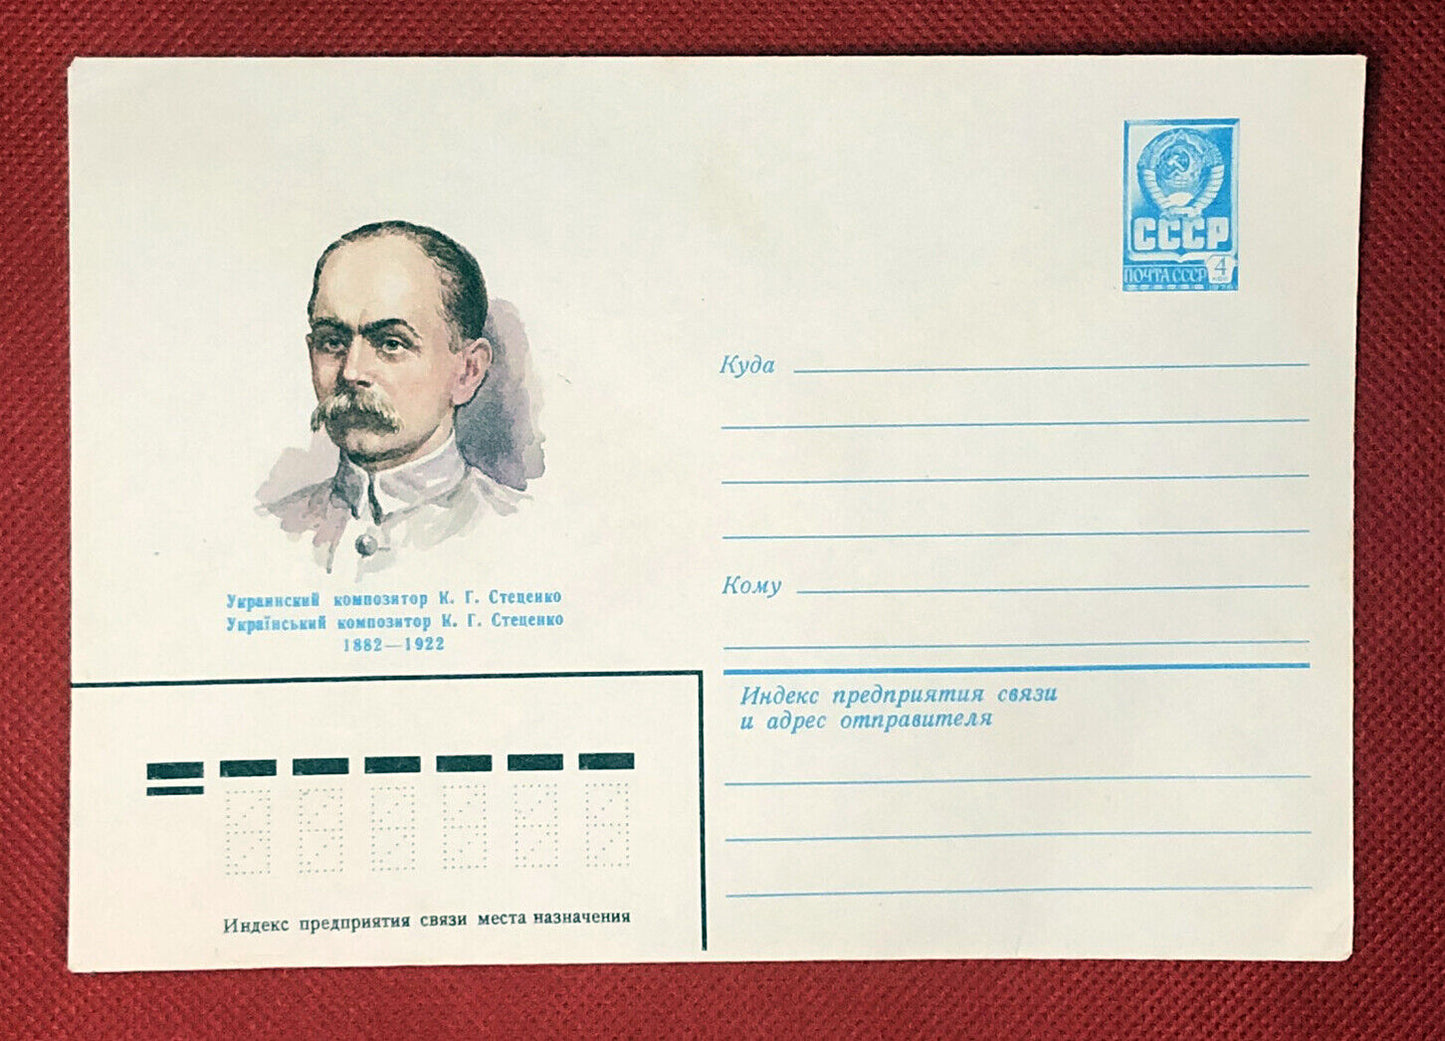 СССР
ПОЧТА СССР 4
коп
Украинский композитор К. Г. Стеценко
Український композитор К. Г. Стеценко
1882—1922
Куда
Кому
Индекс предприятия связи
и адрес отправителя
Индекс предприятия связи места назначения